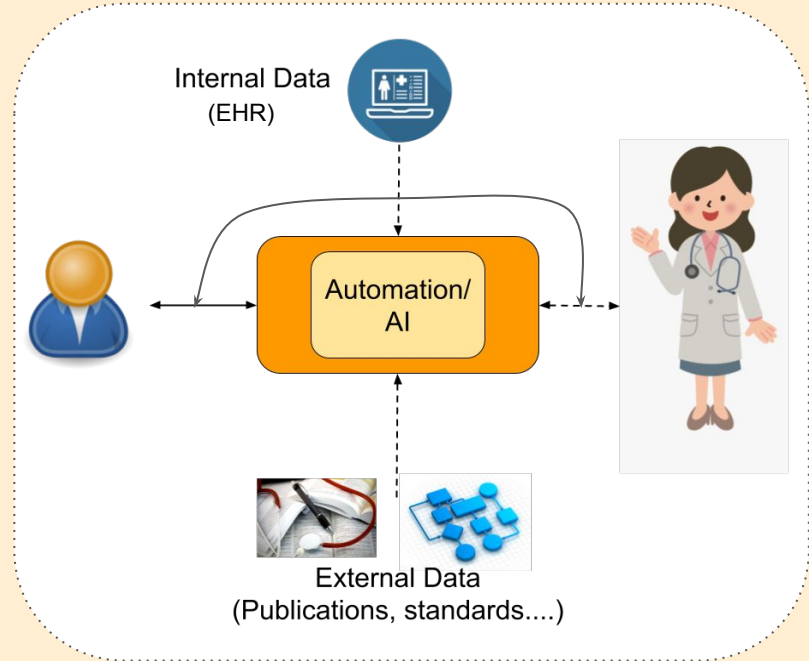 Internal Data
(EHR)
Automation/
AI
External Data
(Publications, standards....)